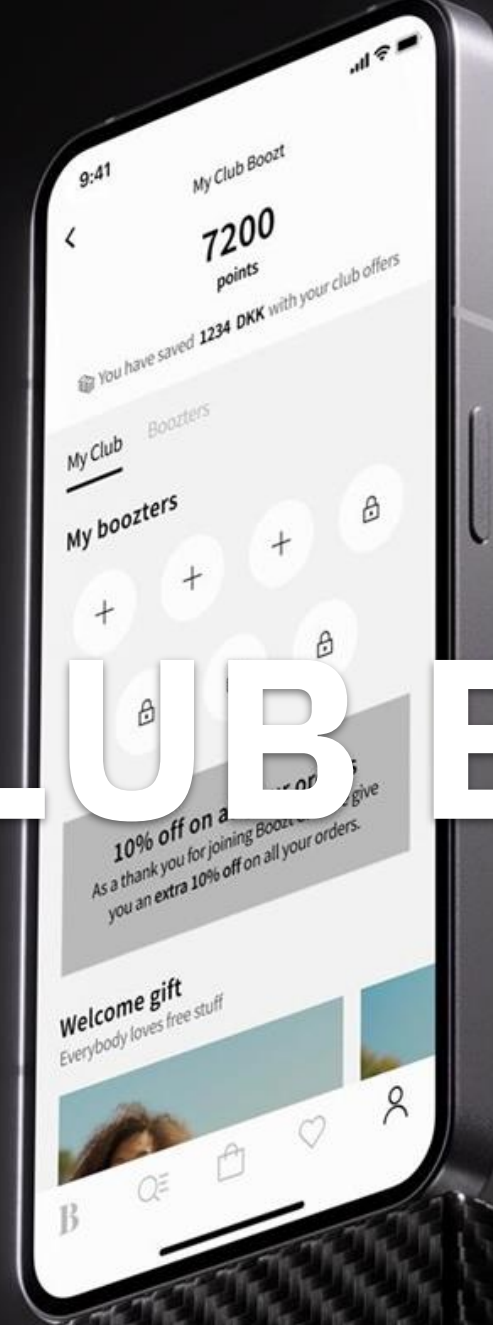 9:41
My Club Boozt
7200
points
You have saved 1234 DKK with your club offers
My Club
Boozters
My boozters
LUB B
10% off on
As a thank you for joining Boozt give
you an extra 10% off on all your orders.
Welcome gift
Everybody loves free stuff
B